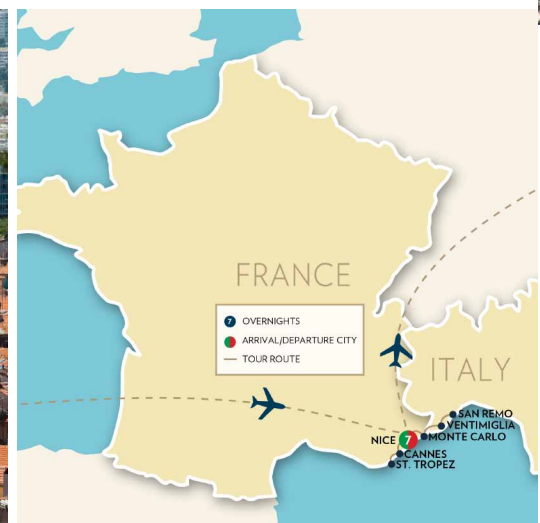 FRANCE
7 OVERNIGHTS
ARRIVAL/DEPARTURE CITY
TOUR ROUTE
ITALY
SAN REMO
VENTIMIGLIA
NICE 7 MONTE CARLO
CANNES
ST. TROPEZ